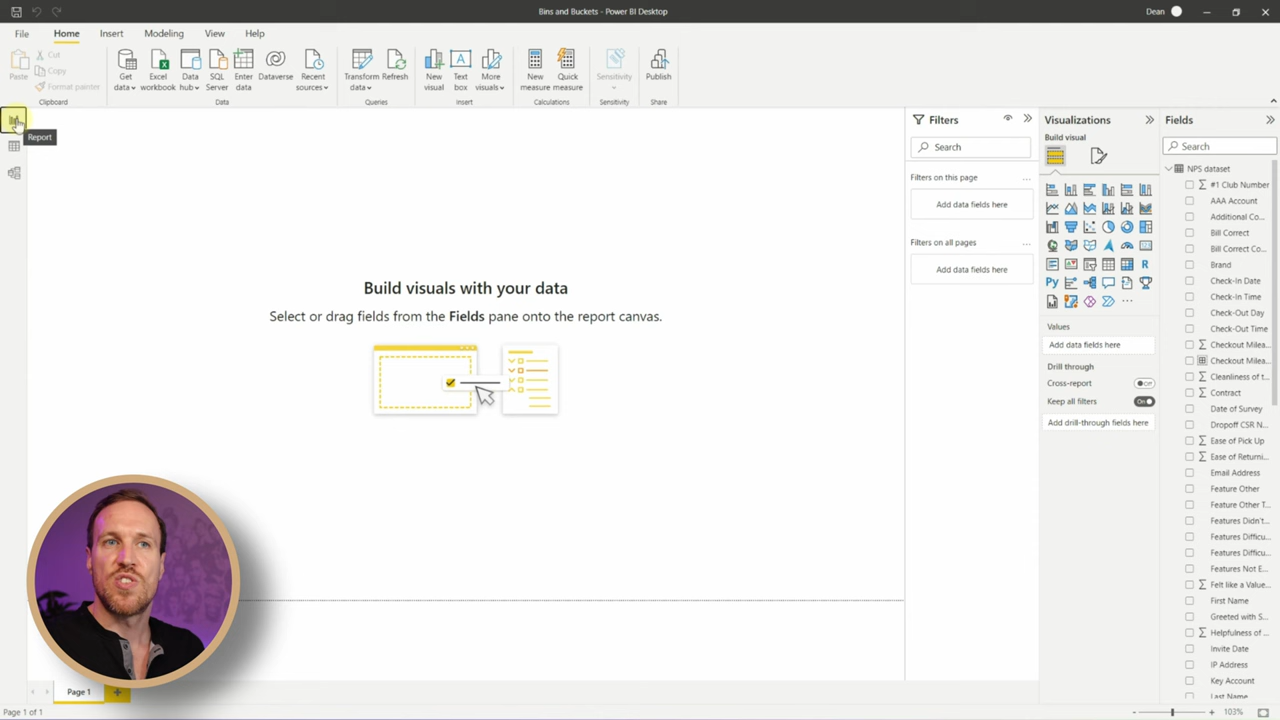 Bins and Buckets - Power BI Desktop
Dean
File Home Insert Modeling View Help
Paste
Cut
Copy
Format painter
Clipboard
Get data
Excel workbook
Data hub
SQL Server
Enter data
Dataverse
Recent sources
Data
Transform data
Refresh
Queries
New visual
Text box
More visuals
Insert
New measure
Quick measure
Calculations
Sensitivity
Sensitivity
Publish
Share
Report
Build visuals with your data
Select or drag fields from the Fields pane onto the report canvas.
Filters
Search
Filters on this page
...
Add data fields here
Filters on all pages
...
Add data fields here
Visualizations
Build visual
R
Py
...
Values
Add data fields here
Drill through
Cross-report
Off
Keep all filters
On
Add drill-through fields here
Fields
Search
NPS dataset
#1 Club Number
AAA Account
Additional Co...
Bill Correct
Bill Correct Co...
Brand
Check-In Date
Check-In Time
Check-Out Day
Check-Out Time
Checkout Milea...
Checkout Milea...
Cleanliness of t...
Contract
Date of Survey
Dropoff CSR N...
Ease of Pick Up
Ease of Returni...
Email Address
Feature Other
Feature Other T...
Features Didn't...
Features Difficu...
Features Difficu...
Features Not E...
Felt like a Value...
First Name
Greeted with S...
Helpfulness of ...
Invite Date
IP Address
Key Account
Last Name
Page 1
Page 1 of 1
103%